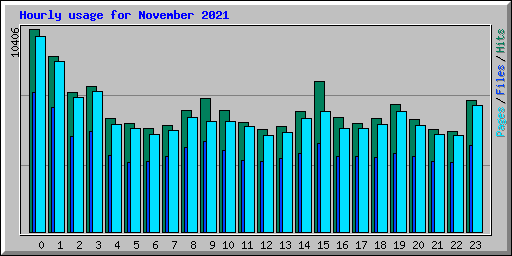 Hourly usage for November 2021
10406
Pages/Files/Hits
0 1 2 3 4 5 6 7 8 9 10 11 12 13 14 15 16 17 18 19 20 21 22 23